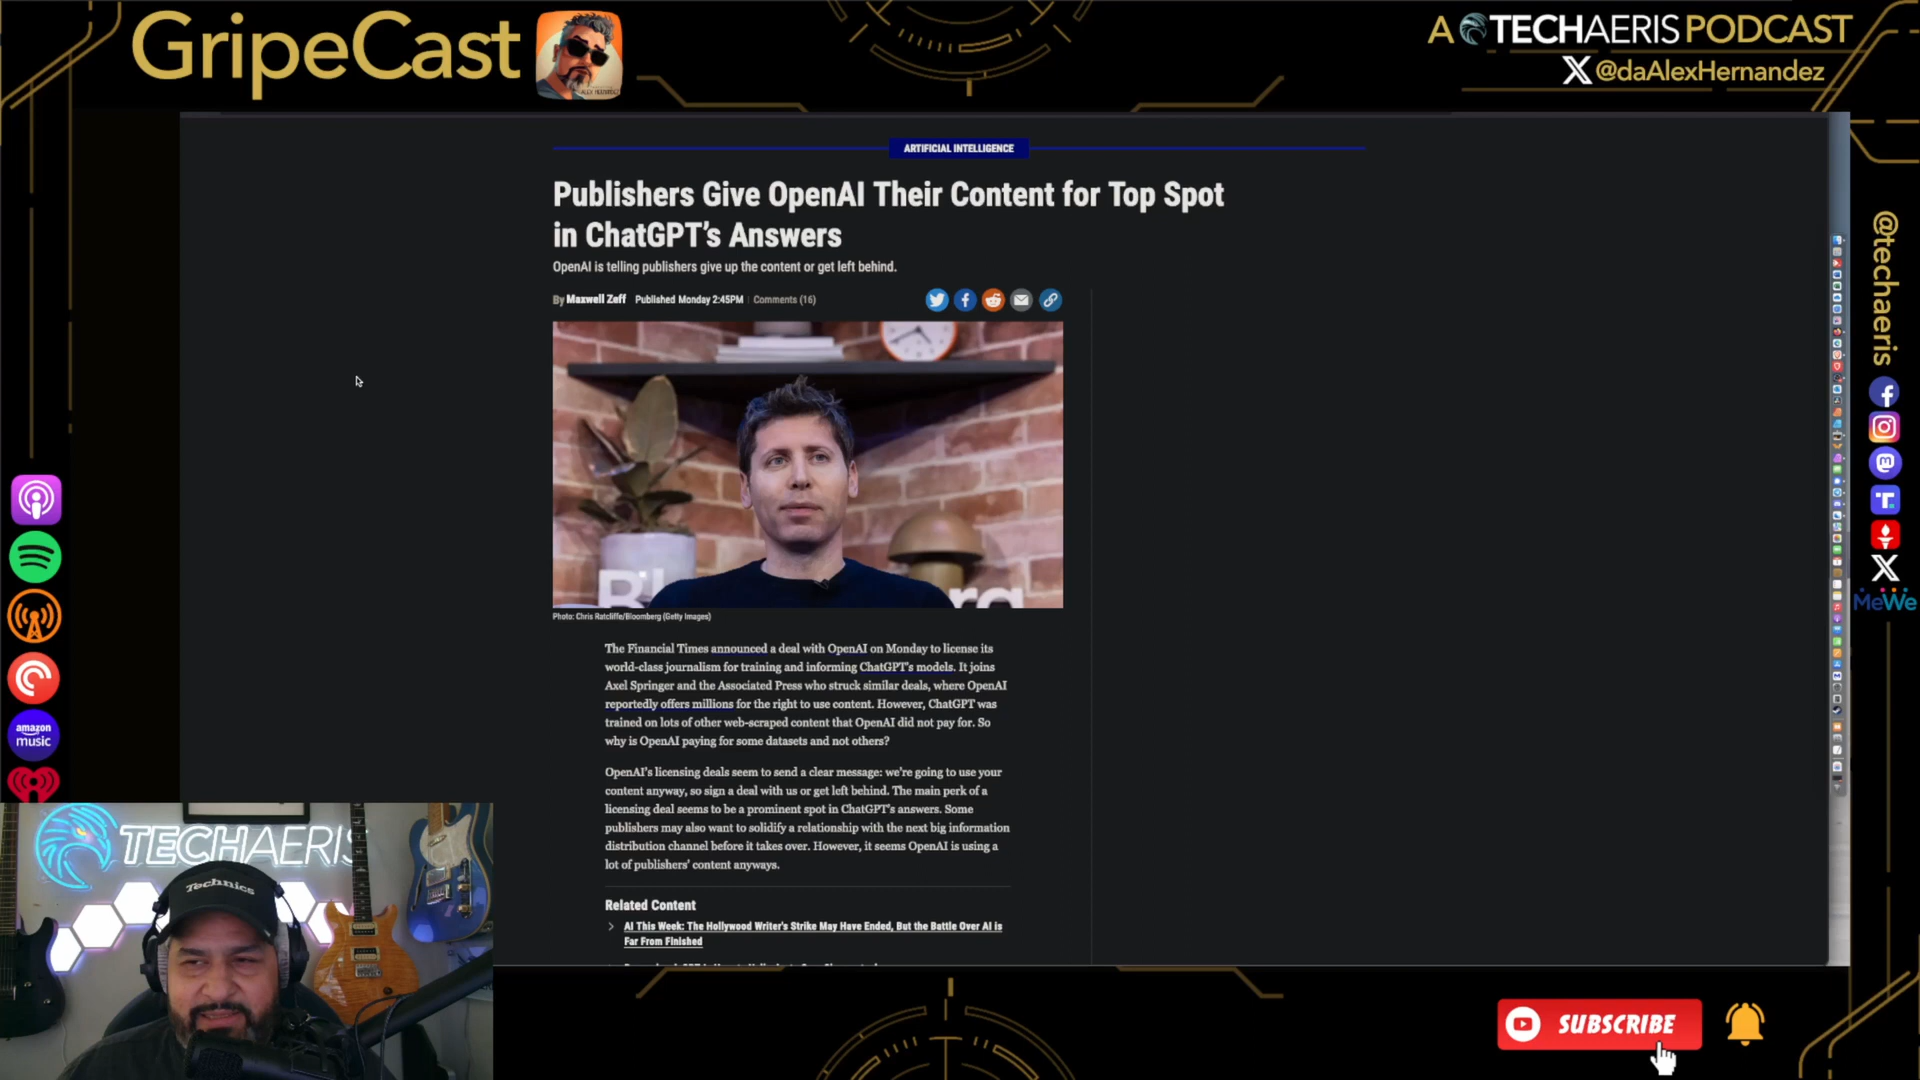 GripeCast
ALEX HERNANDEZ
A TECHAERIS PODCAST
X @daAlexHernandez
ARTIFICIAL INTELLIGENCE
Publishers Give OpenAI Their Content for Top Spot
in ChatGPT's Answers
OpenAI is telling publishers give up the content or get left behind.
By Maxwell Zeff Published Monday 2:45PM | Comments (16)
Photo: Chris Ratcliffe/Bloomberg (Getty Images)
The Financial Times announced a deal with OpenAI on Monday to license its
world-class journalism for training and informing ChatGPT's models. It joins
Axel Springer and the Associated Press who struck similar deals, where OpenAI
reportedly offers millions for the right to use content. However, ChatGPT was
trained on lots of other web-scraped content that OpenAI did not pay for. So
why is OpenAI paying for some datasets and not others?
OpenAI's licensing deals seem to send a clear message: we're going to use your
content anyway, so sign a deal with us or get left behind. The main perk of a
licensing deal seems to be a prominent spot in ChatGPT's answers. Some
publishers may also want to solidify a relationship with the next big information
distribution channel before it takes over. However, it seems OpenAI is using a
lot of publishers' content anyways.
Related Content
AI This Week: The Hollywood Writer's Strike May Have Ended, But the Battle Over AI is
Far From Finished
@techaeris
MeWe
amazon
music
TECHAERIS
Technics
SUBSCRIBE